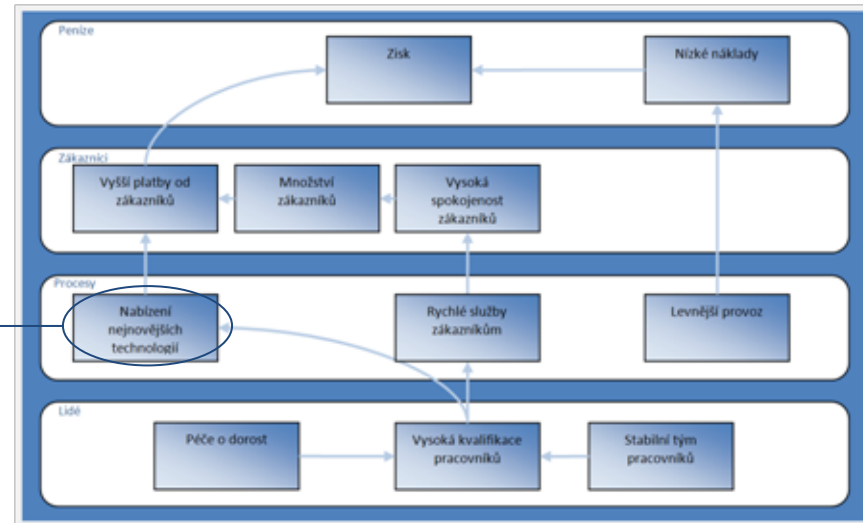 Peníze
Zisk
Nízké náklady
Zákazníci
Vyšší platby od
zákazníků
Množství
zákazníků
Vysoká
spokojenost
zákazníků
Procesy
Nabízení
nejnovějších
technologií
Rychlé služby
zákazníkům
Levnější provoz
Lidé
Péče o dorost
Vysoká kvalifikace
pracovníků
Stabilní tým
pracovníků